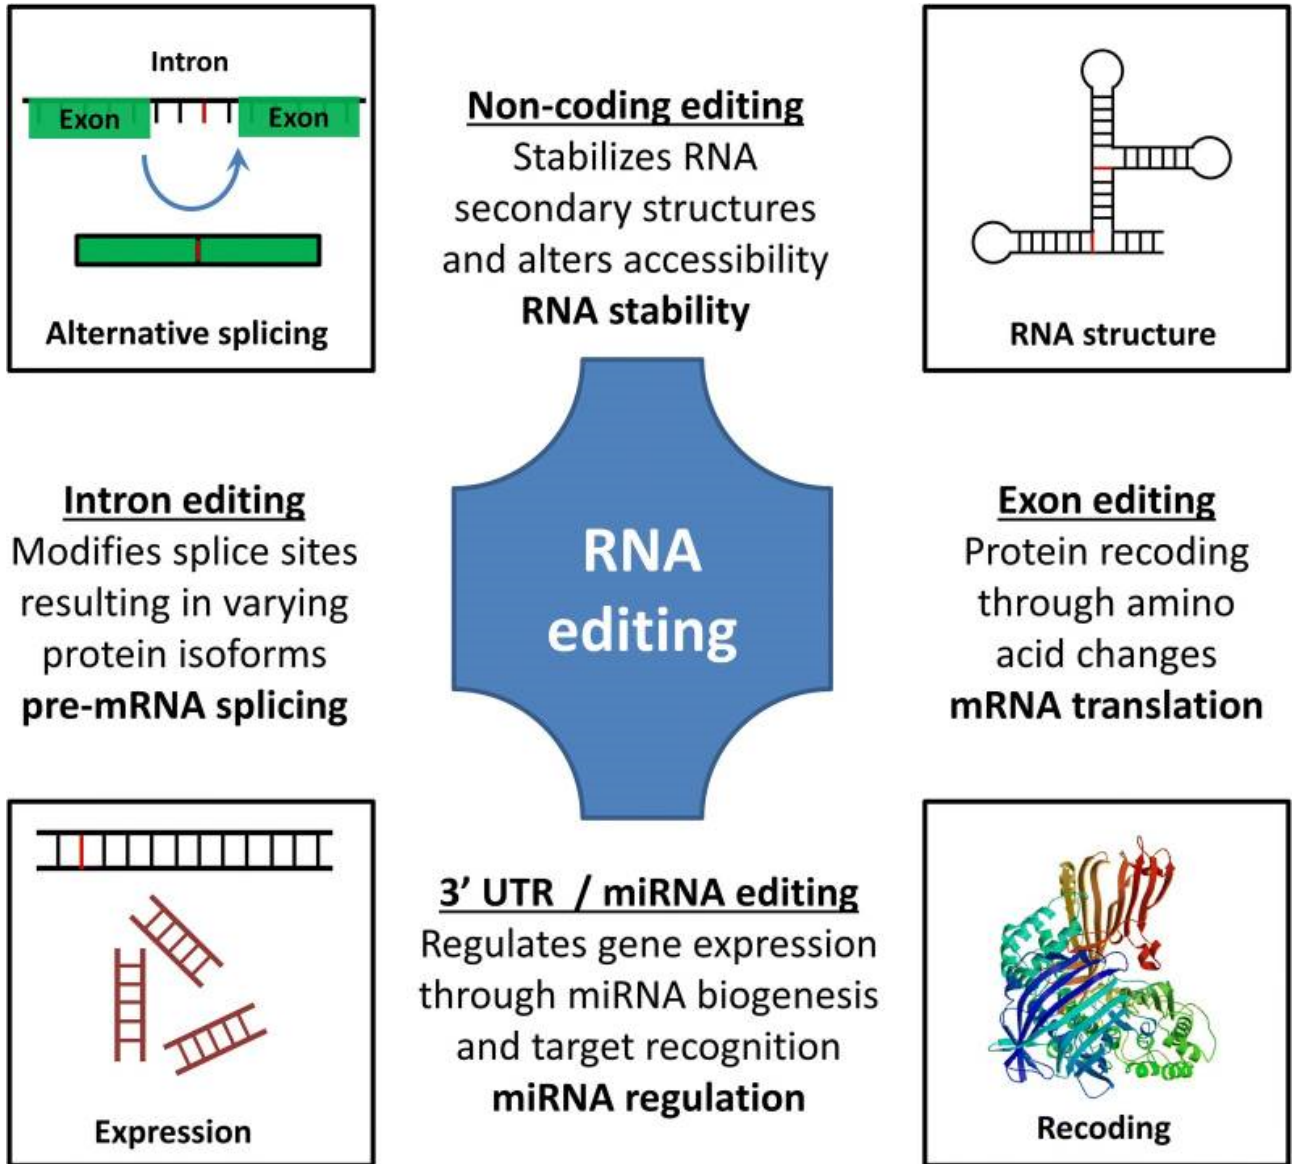 Intron
Exon
Exon
Alternative splicing
Non-coding editing
Stabilizes RNA
secondary structures
and alters accessibility
RNA stability
RNA structure
Intron editing
Modifies splice sites
resulting in varying
protein isoforms
pre-mRNA splicing
RNA
editing
Exon editing
Protein recoding
through amino
acid changes
mRNA translation
Expression
3’ UTR / miRNA editing
Regulates gene expression
through miRNA biogenesis
and target recognition
miRNA regulation
Recoding